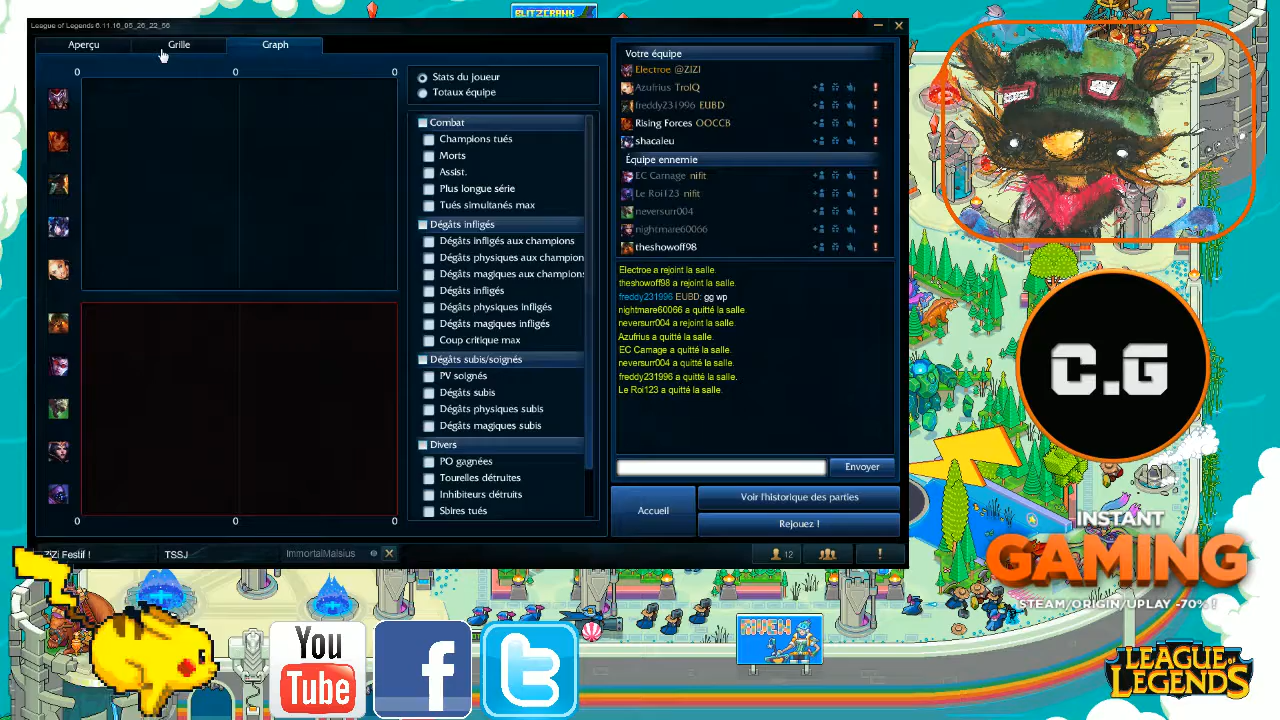 BLITZCRANK
League of Legends 6.11.16_05_26_22_56
Aperçu
Grille
Graph
0 0 0
0 0 0
Stats du joueur
Totaux équipe
Combat
Champions tués
Morts
Assist.
Plus longue série
Tués simultanés max
Dégâts infligés
Dégâts infligés aux champions
Dégâts physiques aux champion
Dégâts magiques aux champions
Dégâts infligés
Dégâts physiques infligés
Dégâts magiques infligés
Coup critique max
Dégâts subis/soignés
PV soignés
Dégâts subis
Dégâts physiques subis
Dégâts magiques subis
Divers
PO gagnées
Tourelles détruites
Inhibiteurs détruits
Sbires tués
Votre équipe
Electroe @ZIZI
Azufrius TrolQ
freddy231996 EUBD
Rising Forces OOCCB
shacaleu
Équipe ennemie
EC Carnage nifit
Le Roi123 nifit
neversurr004
nightmare60066
theshowoff98
Electroe a rejoint la salle.
theshowoff98 a rejoint la salle.
freddy231996 EUBD: gg wp
nightmare60066 a quitté la salle.
neversurr004 a rejoint la salle.
Azufrius a quitté la salle.
EC Carnage a quitté la salle.
neversurr004 a quitté la salle.
freddy231996 a quitté la salle.
Le Roi123 a quitté la salle.
Envoyer
Accueil
Voir l'historique des parties
Rejouez !
ZiZi Festif !
TSSJ
ImmortalMalsius
12
C.G
INSTANT
GAMING
STEAM/ORIGIN/UPLAY -70% !
RIVEN
You
Tube
LEAGUE of
LEGENDS